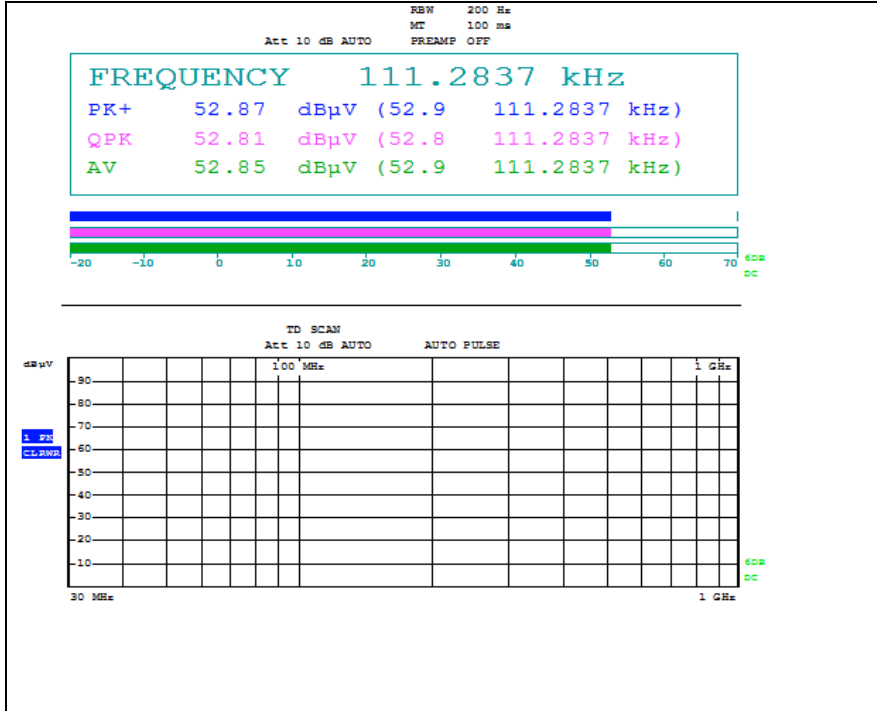 RBW 200 Hz
MT 100 ms
Att 10 dB AUTO PREAMP OFF
FREQUENCY 111.2837 kHz
PK+ 52.87 dBµV (52.9 111.2837 kHz)
QPK 52.81 dBµV (52.8 111.2837 kHz)
AV 52.85 dBµV (52.9 111.2837 kHz)
-20 -10 0 10 20 30 40 50 60 70
6DB
DC
TD SCAN
Att 10 dB AUTO AUTO PULSE
dBµV
100 MHz 1 GHz
90
80
70
1 PK
CLRWR
60
50
40
30
20
10
6DB
DC
30 MHz 1 GHz